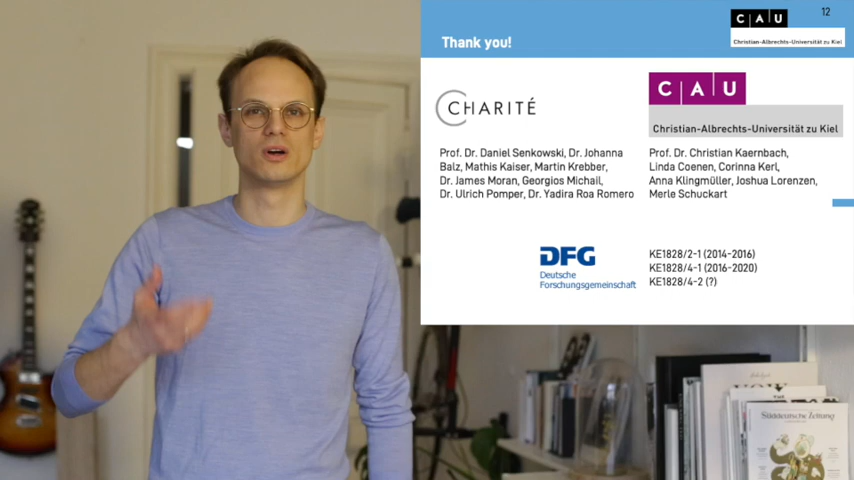 12
Thank you!
CAU
Christian-Albrechts-Universität zu Kiel
CHARITÉ
Prof. Dr. Daniel Senkowski, Dr. Johanna
Balz, Mathis Kaiser, Martin Krebber,
Dr. James Moran, Georgios Michail,
Dr. Ulrich Pomper, Dr. Yadira Roa Romero
CAU
Christian-Albrechts-Universität zu Kiel
Prof. Dr. Christian Kaernbach,
Linda Coenen, Corinna Kerl,
Anna Klingmüller, Joshua Lorenzen,
Merle Schuckart
DFG
Deutsche
Forschungsgemeinschaft
KE1828/2-1 (2014-2016)
KE1828/4-1 (2016-2020)
KE1828/4-2 (?)
Süddeutsche Zeitung